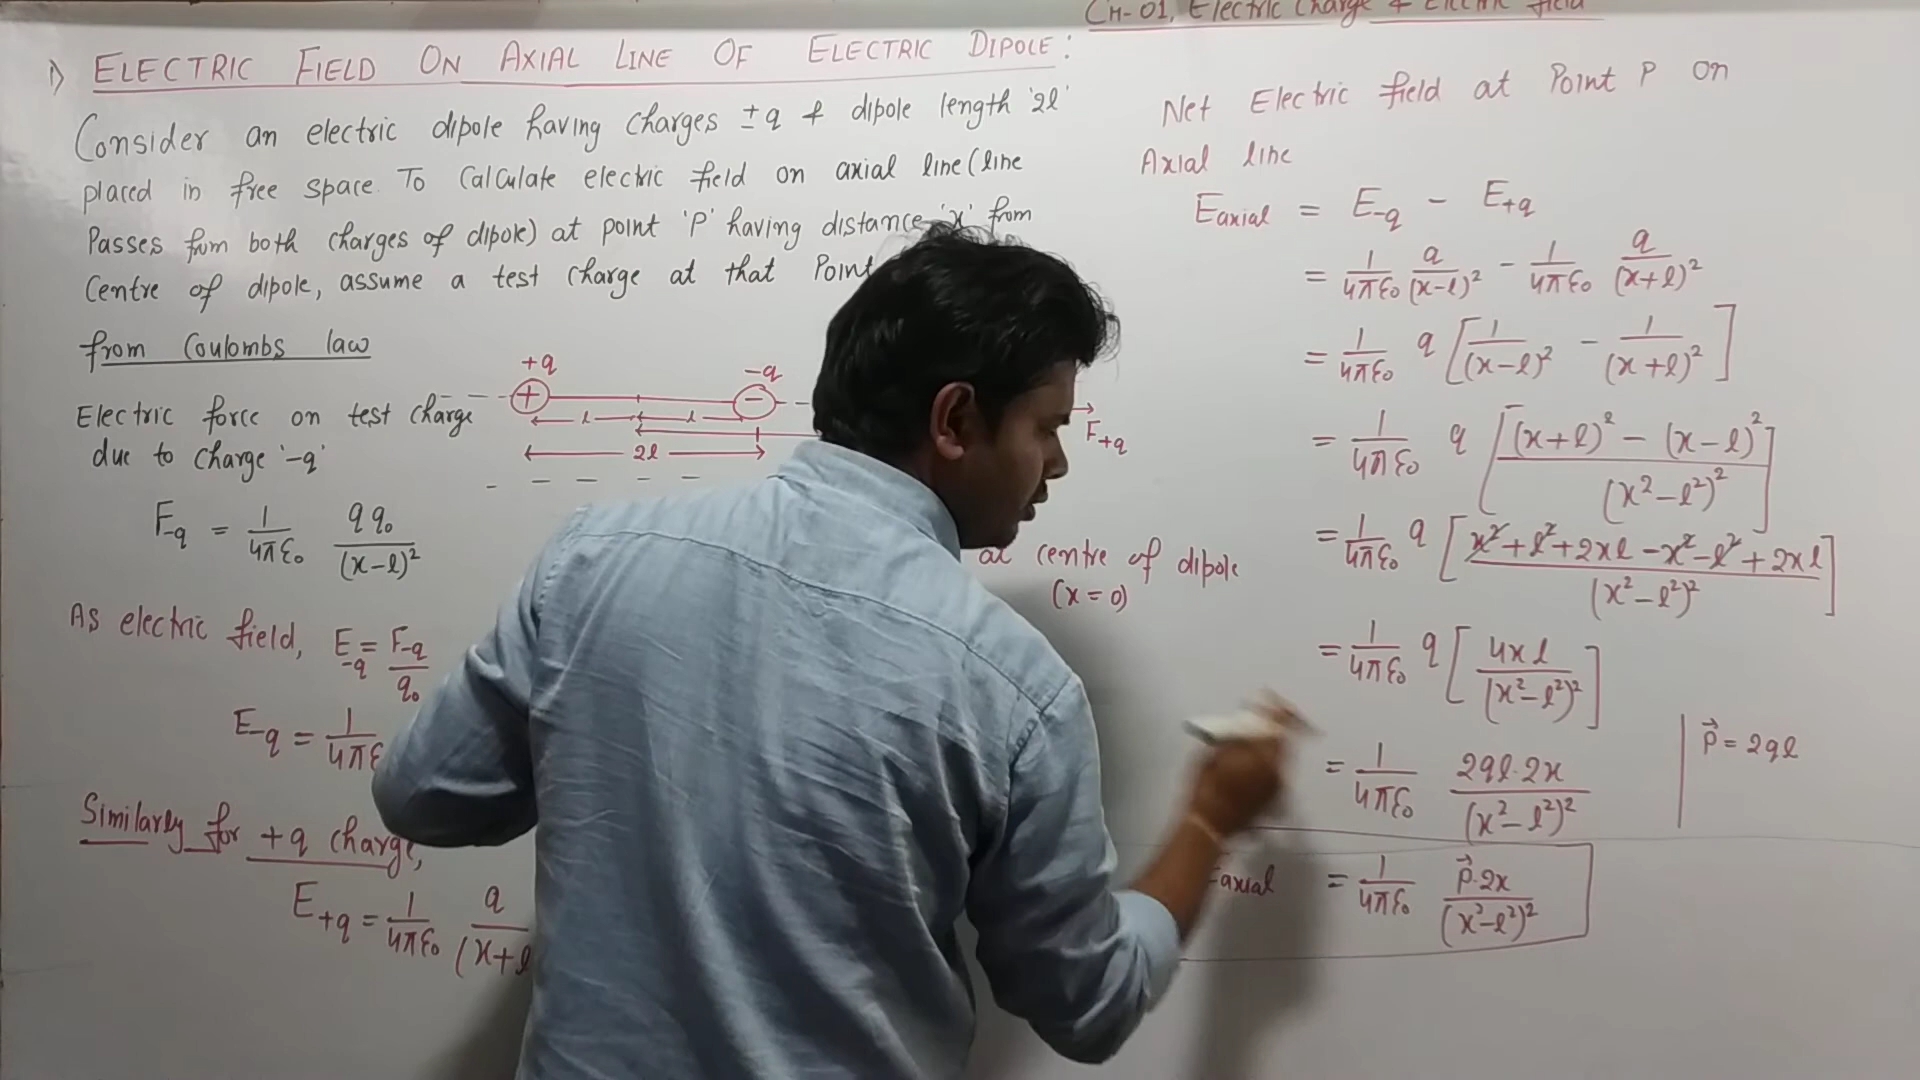 CH-01, Electric Charge & Electric field
1) ELECTRIC FIELD ON AXIAL LINE OF ELECTRIC DIPOLE:
Consider an electric dipole having charges ±q & dipole length '2l'
placed in free space. To Calculate electric field on axial line (line
Passes from both charges of dipole) at point 'P' having distance 'x' from
Centre of dipole, assume a test charge at that Point
from Coulombs law
Electric force on test charge
due to charge '-q'
F-q = 1/4πε₀ qq₀/(x-l)²
As electric field, E-q = F-q/q₀
E-q = 1/4πε
Similarly for +q charge,
E+q = 1/4πε₀ q/(x+l
+q
-q
+
-
l
l
2l
F+q
at centre of dipole
(x=0)
Net Electric field at Point P on
Axial line
Eaxial = E-q - E+q
= 1/4πε₀ q/(x-l)² - 1/4πε₀ q/(x+l)²
= 1/4πε₀ q [1/(x-l)² - 1/(x+l)²]
= 1/4πε₀ q [(x+l)² - (x-l)²/(x²-l²)²]
= 1/4πε₀ q [x²+l²+2xl-x²-l²+2xl/(x²-l²)²]
= 1/4πε₀ q [4xl/(x²-l²)²]
= 1/4πε₀ 2ql.2x/(x²-l²)²
p⃗ = 2ql
Eaxial = 1/4πε₀ p⃗.2x/(x²-l²)²